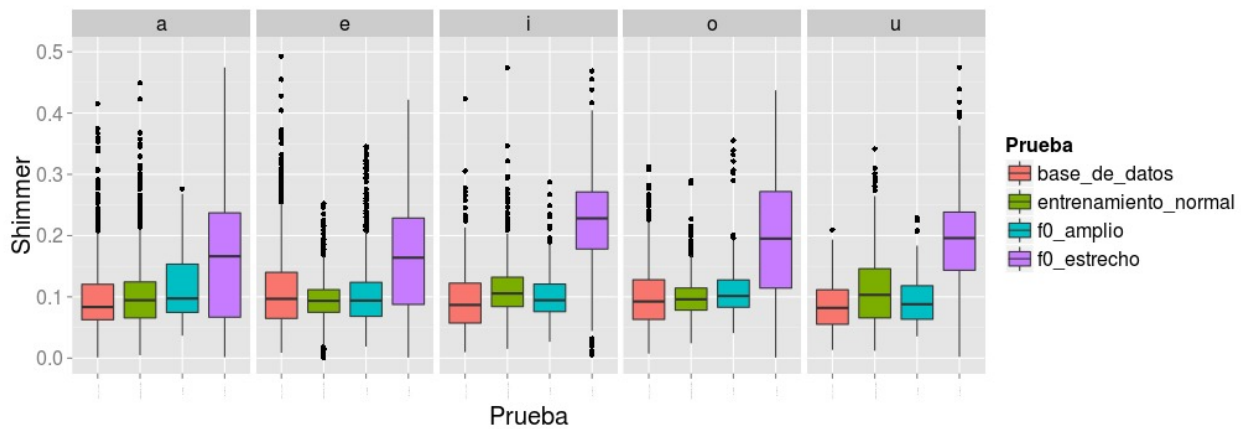 a e i o u
0.5
0.4
0.3
0.2
0.1
0.0
Shimmer
Prueba
Prueba
base_de_datos
entrenamiento_normal
f0_amplio
f0_estrecho